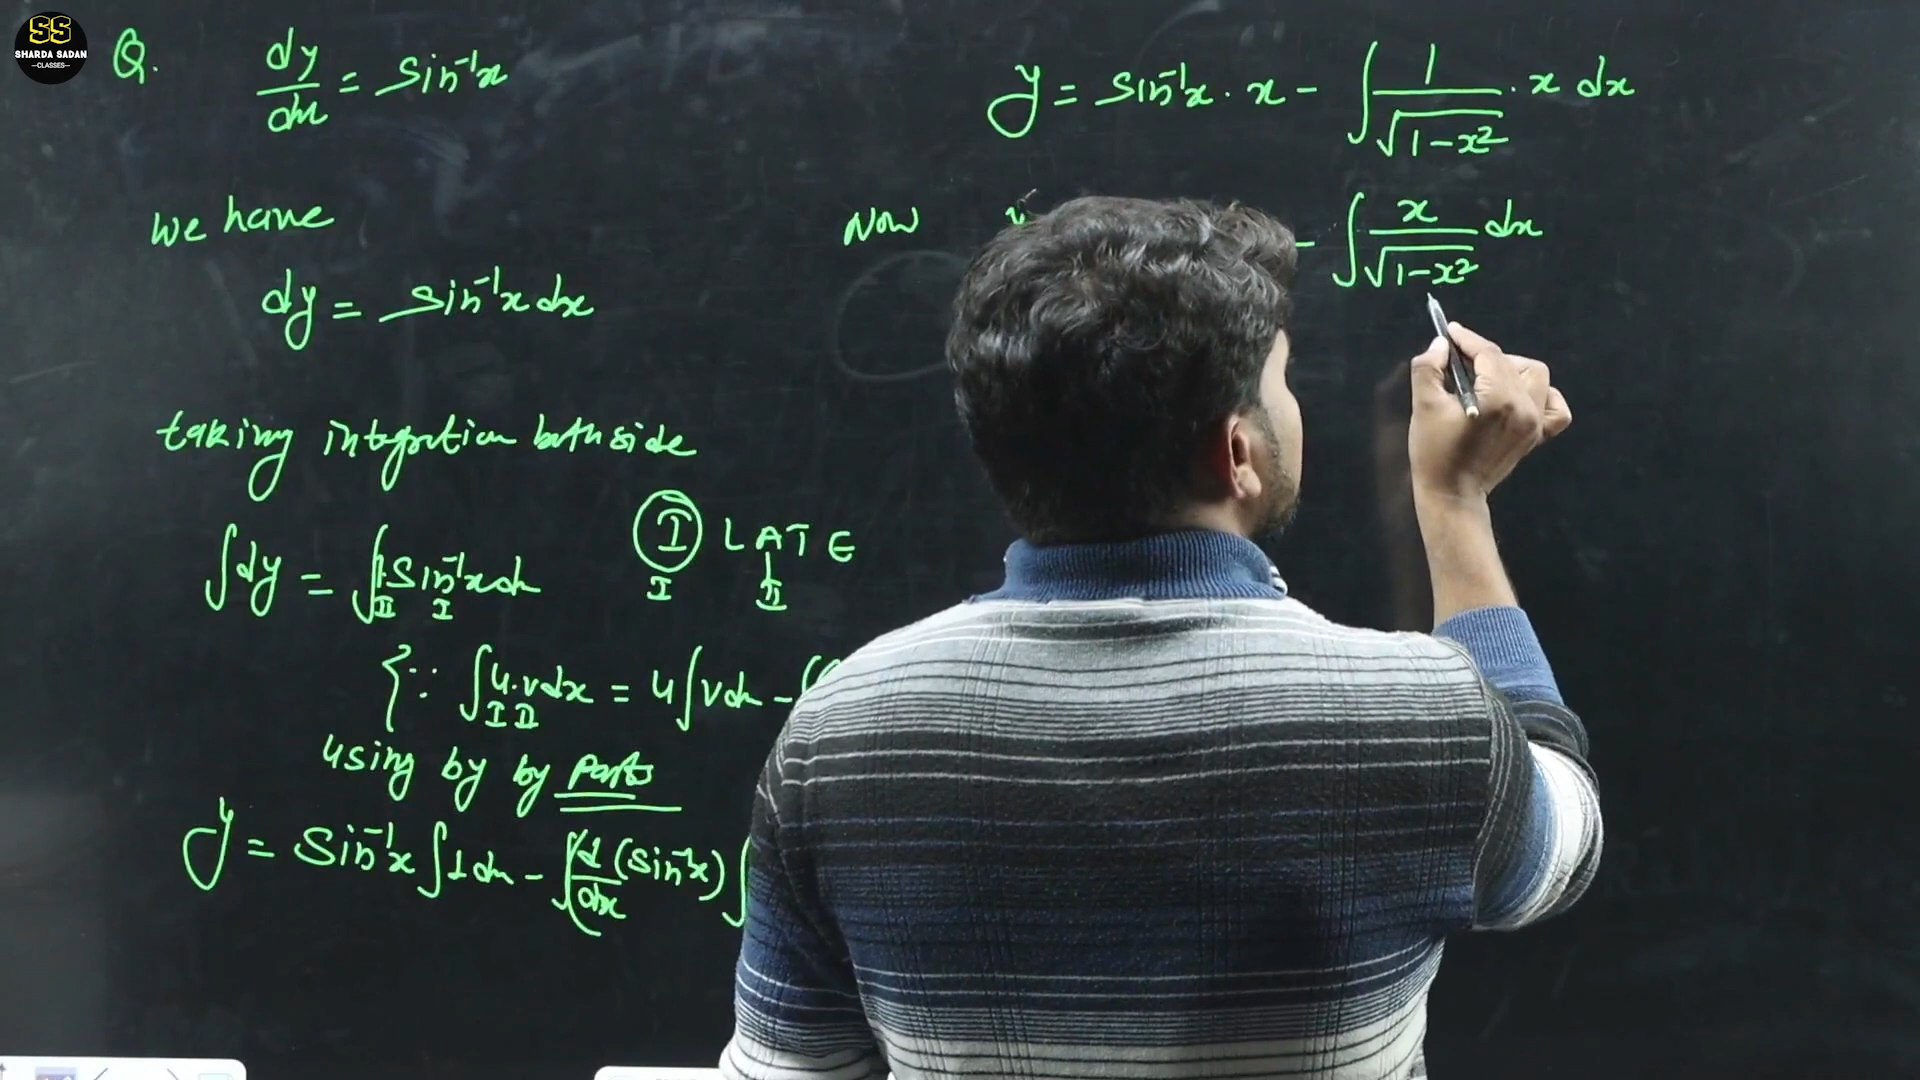 SS
SHARDA SADAN
—CLASSES—
Q. dy/dx = sin⁻¹x
we have
dy = sin⁻¹x dx
taking integration both side
∫dy = ∫1·sin⁻¹x dx
II I
I L A T E
I II
{∵ ∫u·v dx = u∫v dx − (
I II
using by by parts
y = sin⁻¹x ∫1 dx − ∫(d/dx (sin⁻¹x) ∫
y = sin⁻¹x · x − ∫ 1/√(1−x²) · x dx
Now − ∫ x/√(1−x²) dx